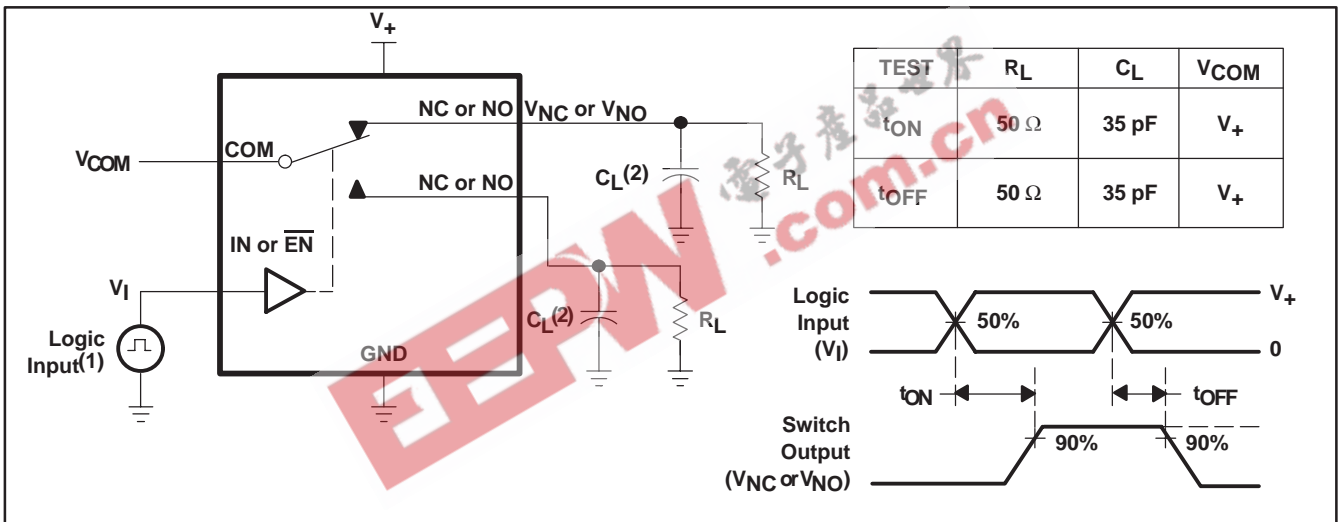 V+
NC or NO VNC or VNO
VCOM
COM
CL(2)
RL
NC or NO
IN or E̅N̅
VI
CL(2)
RL
Logic
Input(1)
GND
TEST RL CL VCOM
tON 50 Ω 35 pF V+
tOFF 50 Ω 35 pF V+
Logic
Input
(VI)
50%
50%
V+
0
tON
tOFF
Switch
Output
(VNC or VNO)
90%
90%
EEPW
.com.cn
電子產品世界